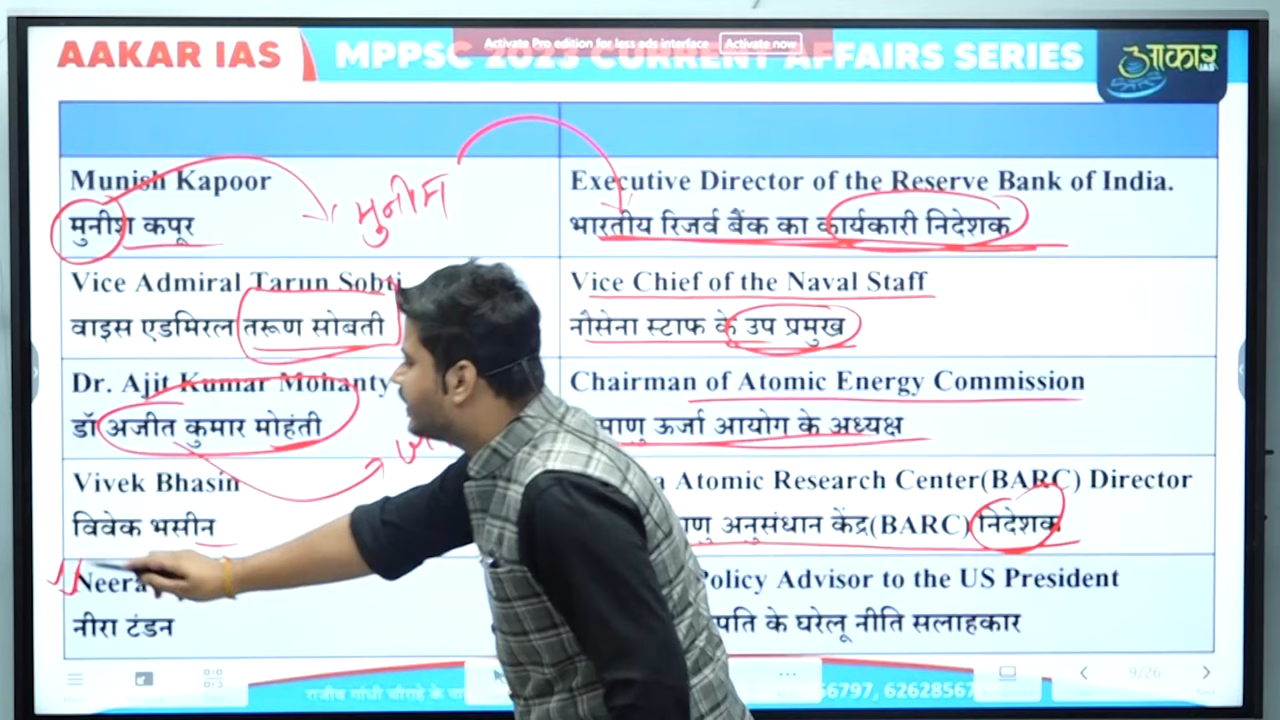 AAKAR IAS
MPPSC 2023 CURRENT AFFAIRS SERIES
Activate Pro edition for less ads interface Activate now
आकार
IAS
Munish Kapoor
मुनीश कपूर
मुनीम
Executive Director of the Reserve Bank of India.
भारतीय रिजर्व बैंक का कार्यकारी निदेशक
Vice Admiral Tarun Sobti
वाइस एडमिरल तरूण सोबती
Vice Chief of the Naval Staff
नौसेना स्टाफ के उप प्रमुख
Dr. Ajit Kumar Mohanty
डॉ अजीत कुमार मोहंती
Chairman of Atomic Energy Commission
ऊर्जा आयोग के अध्यक्ष
Vivek Bhasin
विवेक भसीन
Atomic Research Center(BARC) Director
अनुसंधान केंद्र(BARC) निदेशक
नीरा टंडन
Policy Advisor to the US President
के घरेलू नीति सलाहकार
राजीव गांधी चौराहे के
9/26